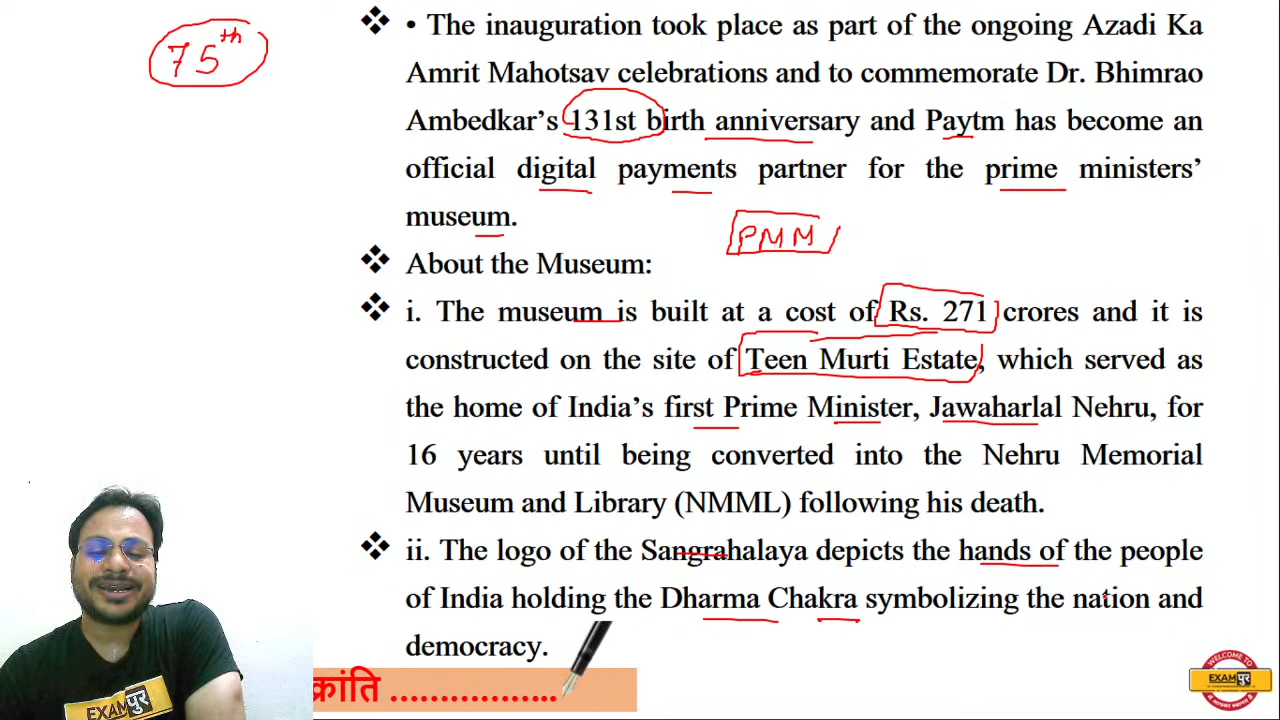 75th
❖ • The inauguration took place as part of the ongoing Azadi Ka
Amrit Mahotsav celebrations and to commemorate Dr. Bhimrao
Ambedkar’s 131st birth anniversary and Paytm has become an
official digital payments partner for the prime ministers’
museum.
PMM
❖ About the Museum:
❖ i. The museum is built at a cost of Rs. 271 crores and it is
constructed on the site of Teen Murti Estate, which served as
the home of India’s first Prime Minister, Jawaharlal Nehru, for
16 years until being converted into the Nehru Memorial
Museum and Library (NMML) following his death.
❖ ii. The logo of the Sangrahalaya depicts the hands of the people
of India holding the Dharma Chakra symbolizing the nation and
democracy.
क्रांति ..................
EXAMपुर
WELCOME TO
EXAMपुर